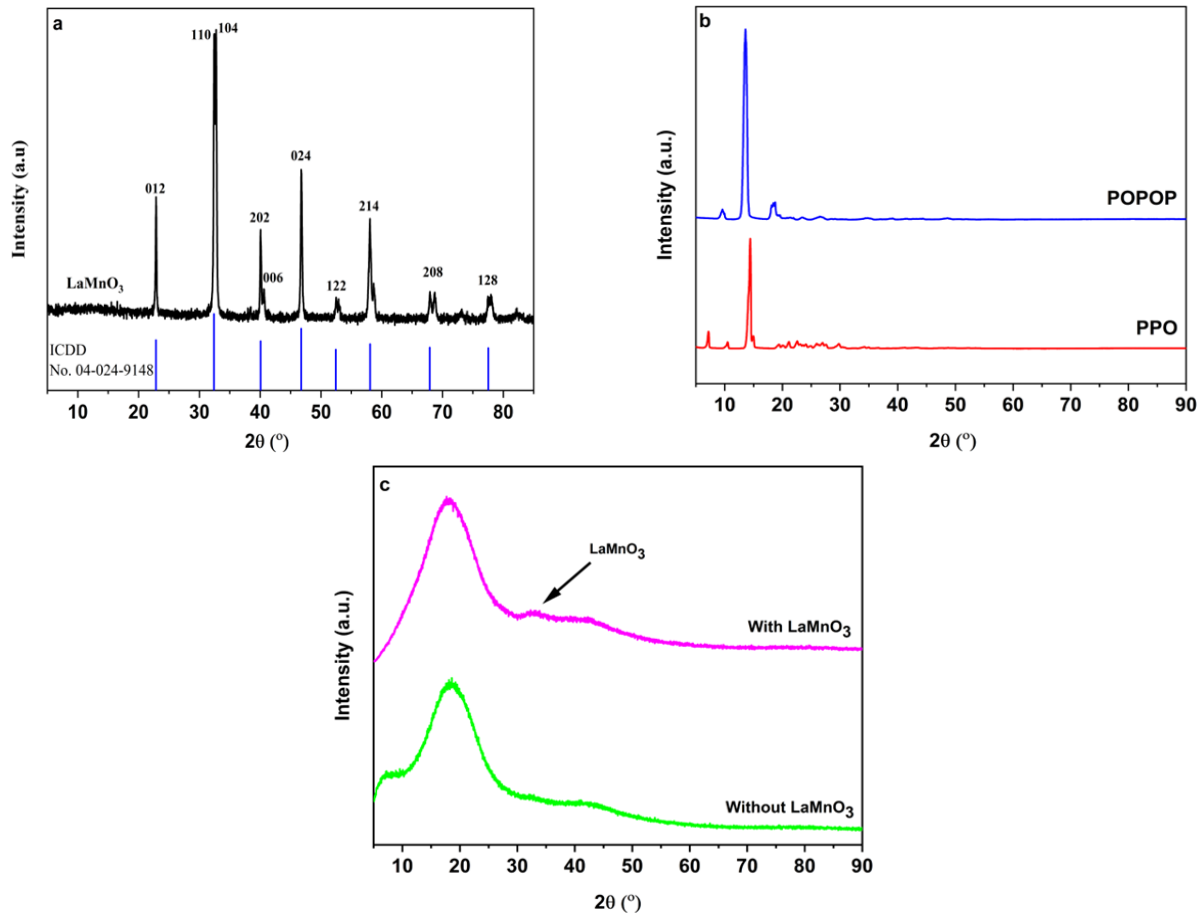 a
110
104
024
012
214
202
006
LaMnO3
122
208
128
ICDD
No. 04-024-9148
Intensity (a.u)
10 20 30 40 50 60 70 80
2θ (°)
b
POPOP
PPO
Intensity (a.u.)
10 20 30 40 50 60 70 80 90
2θ (°)
c
LaMnO3
With LaMnO3
Without LaMnO3
Intensity (a.u.)
10 20 30 40 50 60 70 80 90
2θ (°)